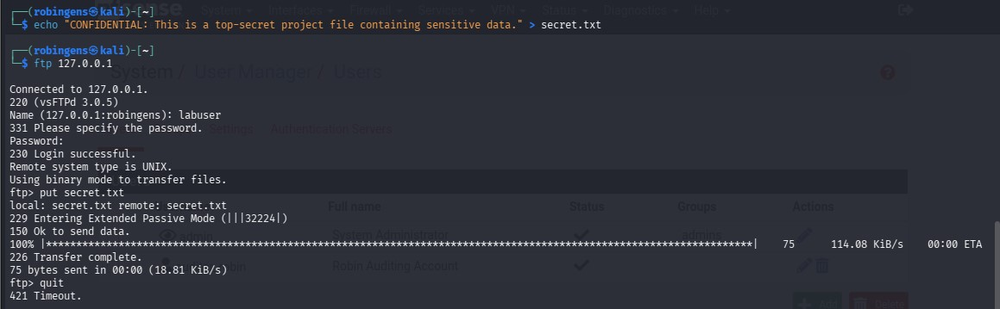 System Interfaces Firewall Services VPN Status Diagnostics Help
┌──(robingens㉿kali)-[~]
└─$ echo "CONFIDENTIAL: This is a top-secret project file containing sensitive data." > secret.txt
┌──(robingens㉿kali)-[~]
└─$ ftp 127.0.0.1
System / User Manager / Users
Connected to 127.0.0.1.
220 (vsFTPd 3.0.5)
Name (127.0.0.1:robingens): labuser
331 Please specify the password.
Settings Authentication Servers
Password:
230 Login successful.
Remote system type is UNIX.
Using binary mode to transfer files.
ftp> put secret.txt
local: secret.txt remote: secret.txt
Full name Status Groups Actions
229 Entering Extended Passive Mode (|||32224|)
150 Ok to send data.
admin System Administrator admins
100% |***********************************************************************************************************************| 75 114.08 KiB/s 00:00 ETA
226 Transfer complete.
Robin Auditing Account
75 bytes sent in 00:00 (18.81 KiB/s)
ftp> quit
421 Timeout.